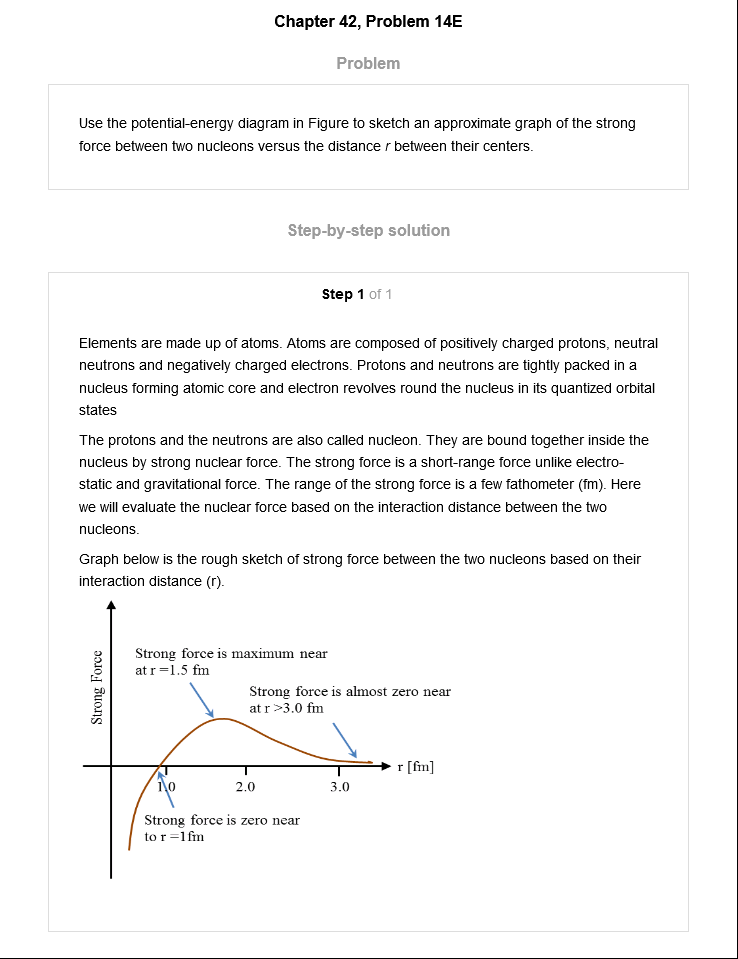 Chapter 42, Problem 14E
Problem
Use the potential-energy diagram in Figure to sketch an approximate graph of the strong
force between two nucleons versus the distance r between their centers.
Step-by-step solution
Step 1 of 1
Elements are made up of atoms. Atoms are composed of positively charged protons, neutral
neutrons and negatively charged electrons. Protons and neutrons are tightly packed in a
nucleus forming atomic core and electron revolves round the nucleus in its quantized orbital
states
The protons and the neutrons are also called nucleon. They are bound together inside the
nucleus by strong nuclear force. The strong force is a short-range force unlike electro-
static and gravitational force. The range of the strong force is a few fathometer (fm). Here
we will evaluate the nuclear force based on the interaction distance between the two
nucleons.
Graph below is the rough sketch of strong force between the two nucleons based on their
interaction distance (r).
Strong Force
Strong force is maximum near
at r =1.5 fm
Strong force is almost zero near
at r >3.0 fm
r [fm]
1.0
2.0
3.0
Strong force is zero near
to r =1fm